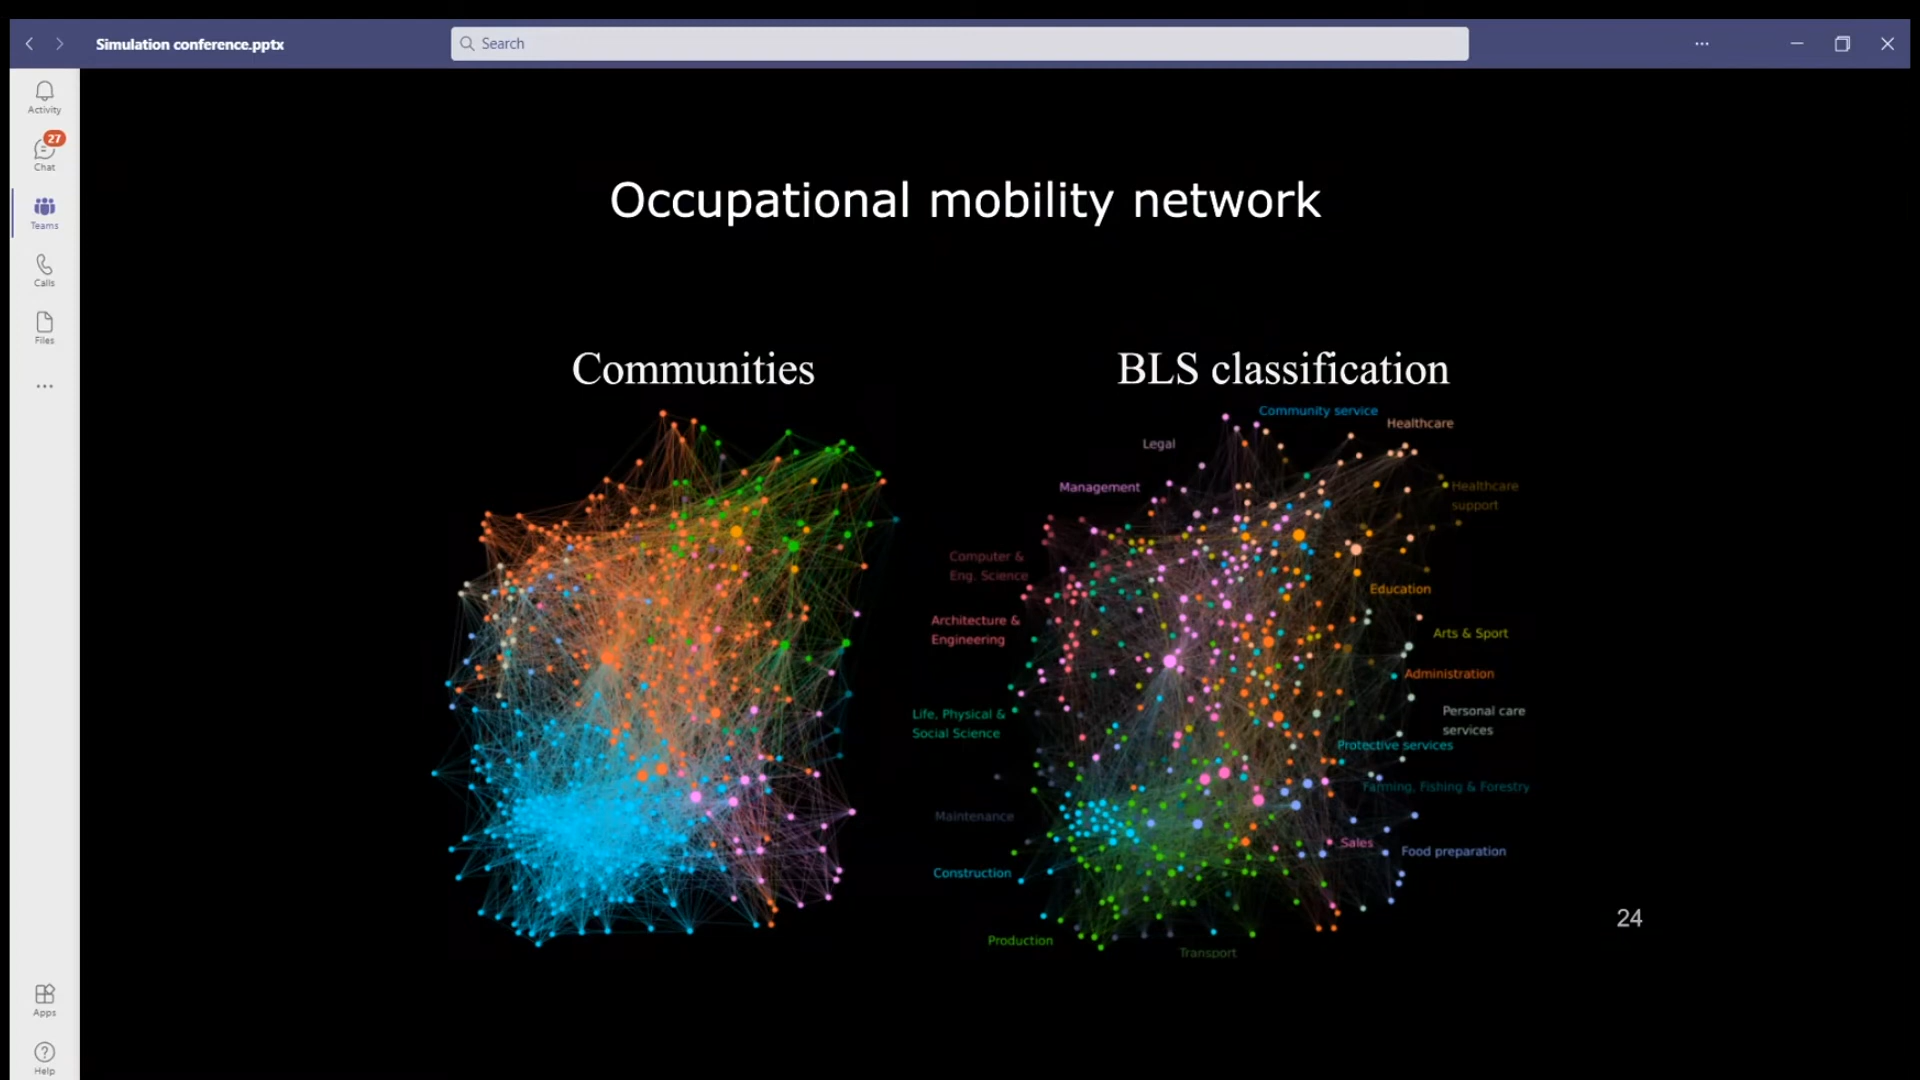 Simulation conference.pptx
Search
Activity
27
Chat
Teams
Calls
Files
Apps
Help
Occupational mobility network
Communities
BLS classification
Community service
Healthcare
Legal
Management
Healthcare
support
Computer &
Eng. Science
Education
Architecture &
Engineering
Arts & Sport
Administration
Life, Physical &
Social Science
Personal care
services
Protective services
Farming, Fishing & Forestry
Maintenance
Sales
Food preparation
Construction
Production
Transport
24